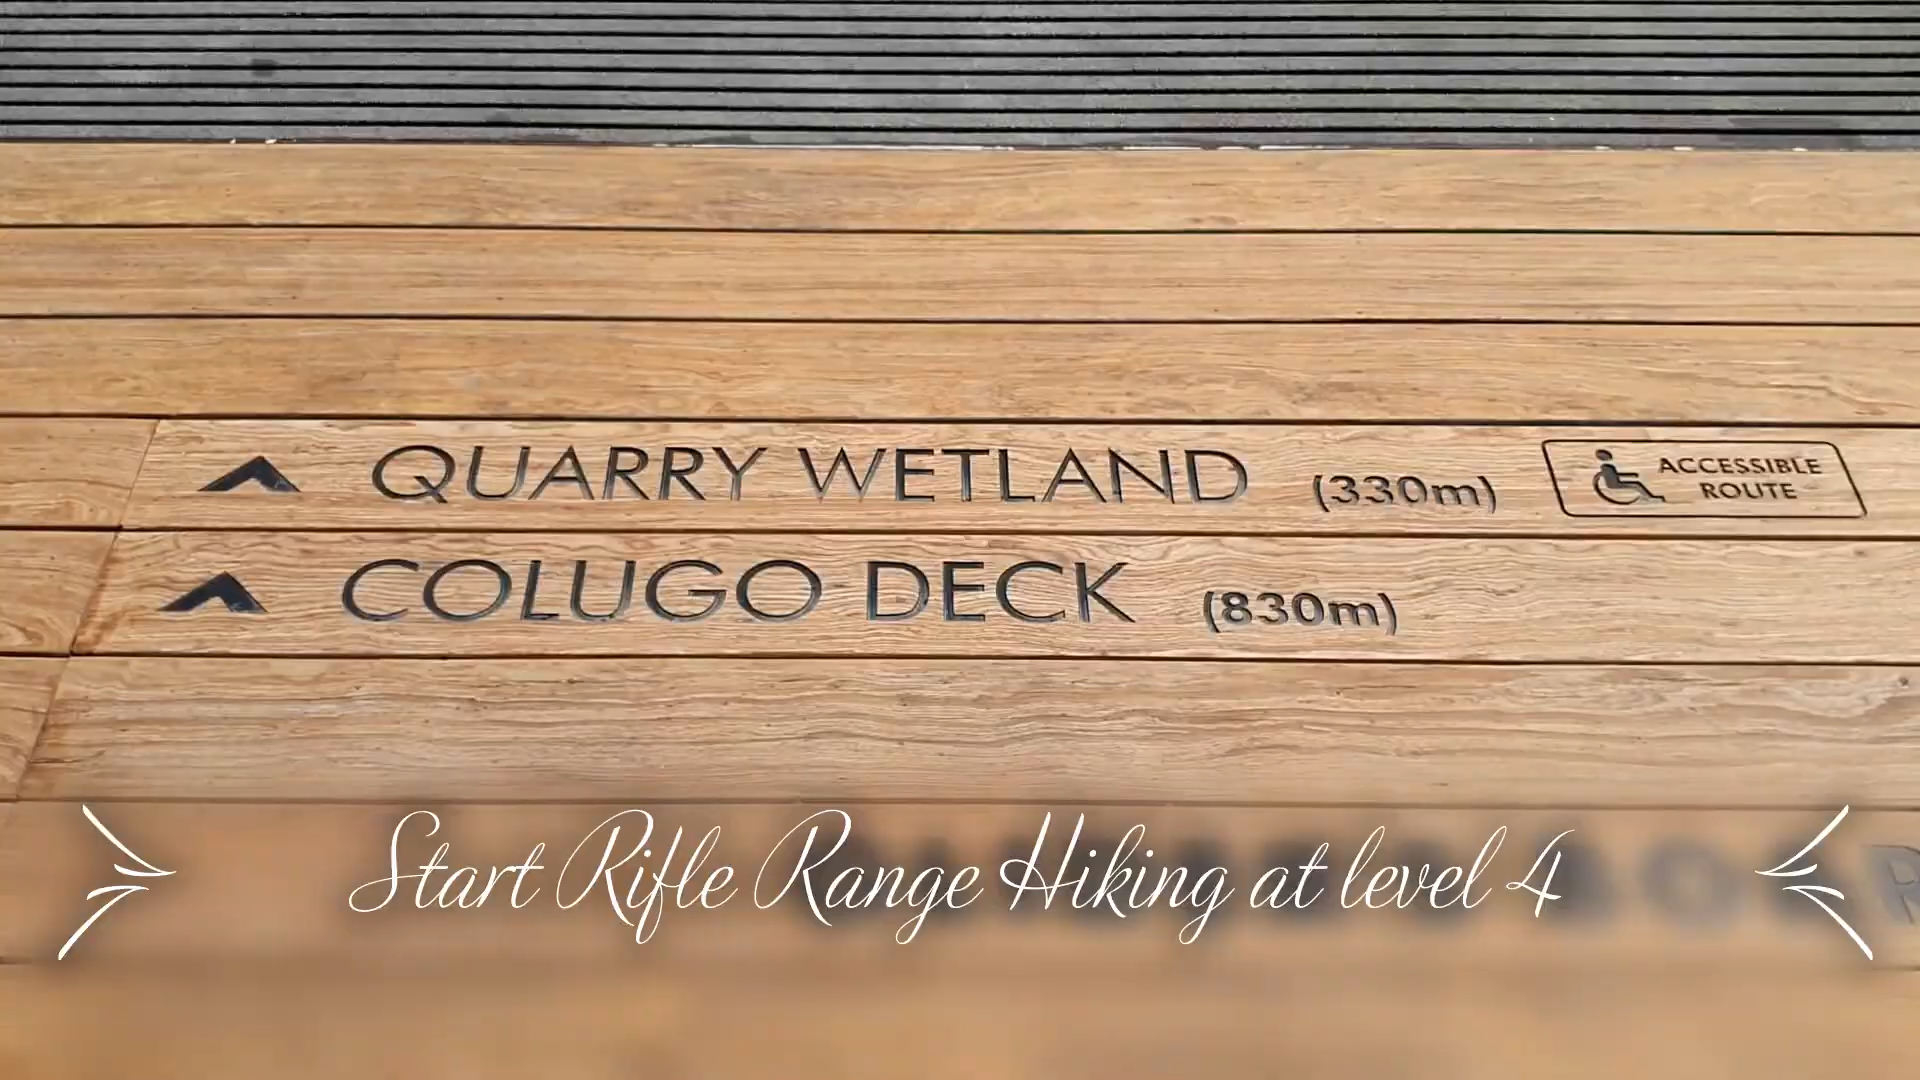 QUARRY WETLAND (330m) ACCESSIBLE
ROUTE
COLUGO DECK (830m)
Start Rifle Range Hiking at level 4